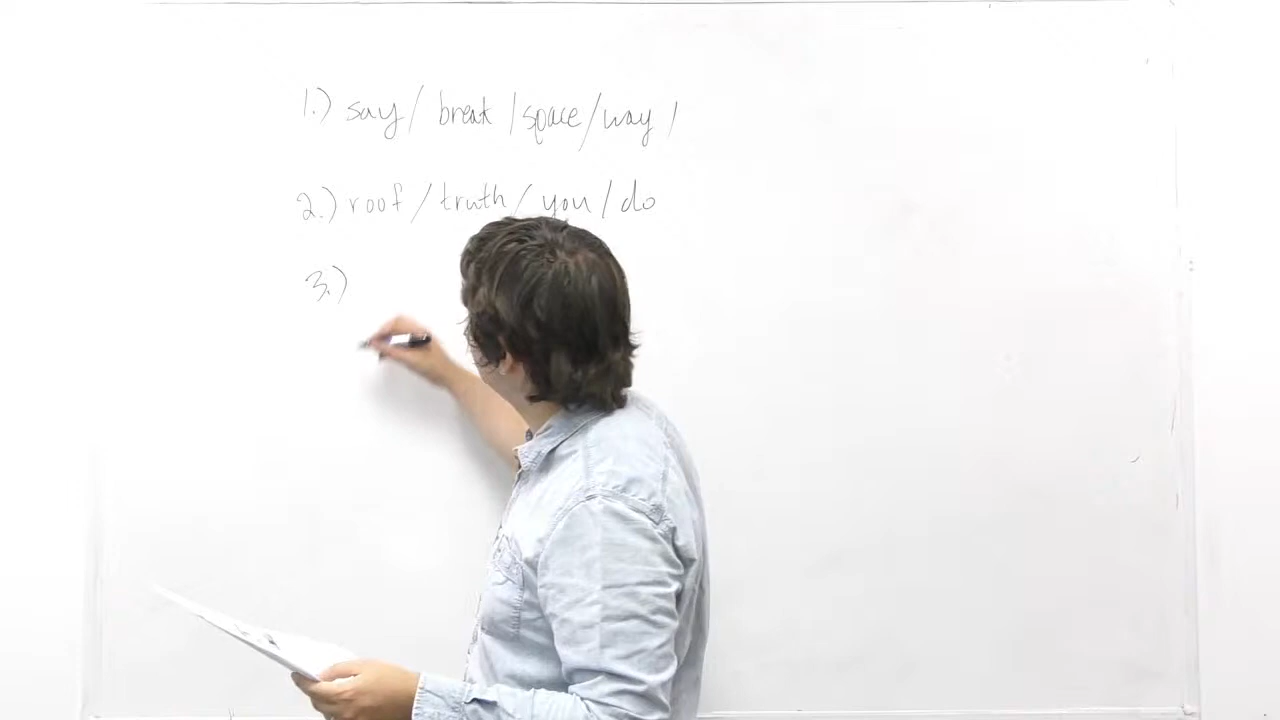 1.) say / break / space / way /
2.) roof / truth / you / do
3.)